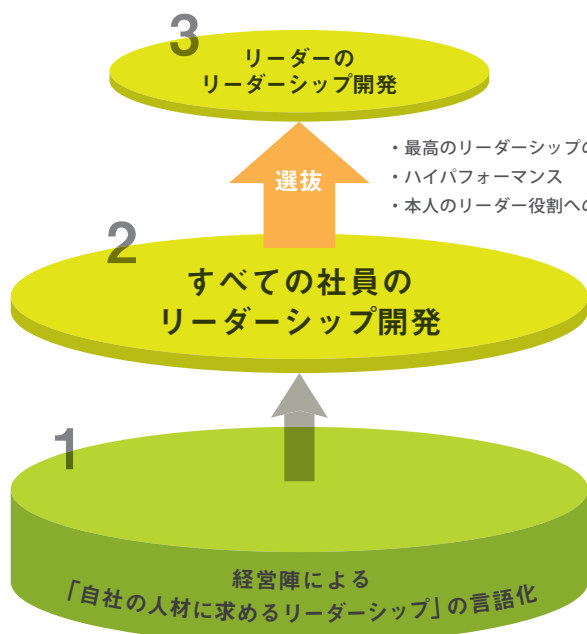 3
リーダーの
リーダーシップ開発
選抜
・最高のリーダーシップの
・ハイパフォーマンス
・本人のリーダー役割への
2
すべての社員の
リーダーシップ開発
1
経営陣による
「自社の人材に求めるリーダーシップ」の言語化